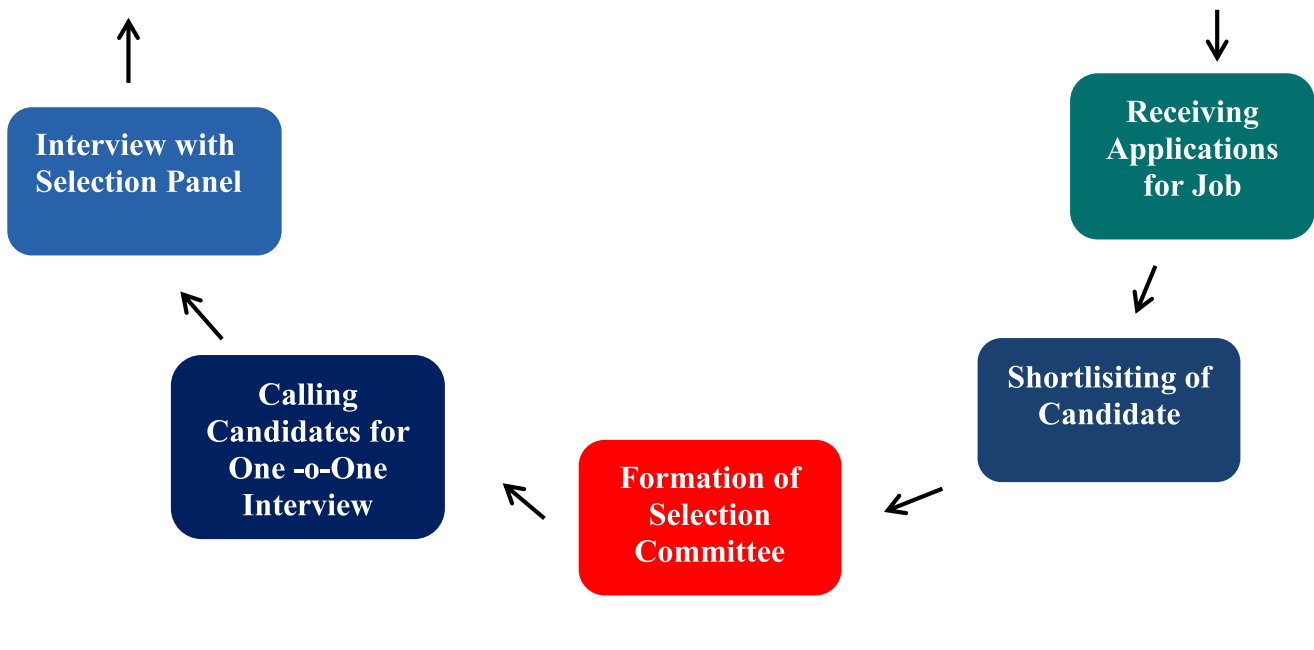 Receiving
Applications
for Job
Shortlisiting of
Candidate
Formation of
Selection
Committee
Calling
Candidates for
One -o-One
Interview
Interview with
Selection Panel